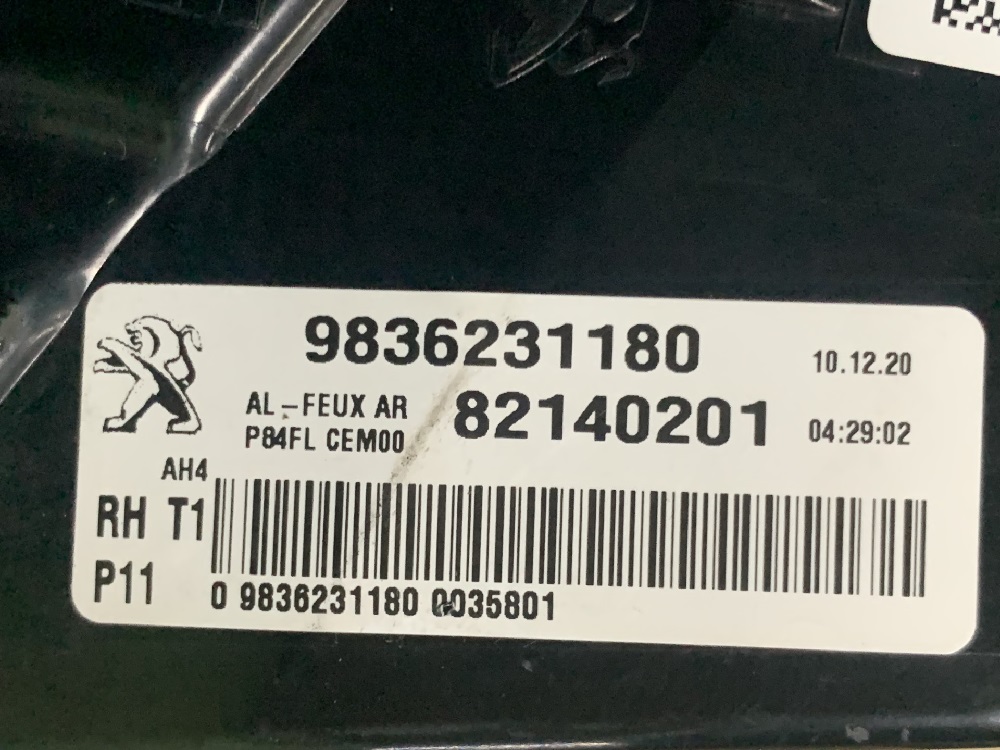 9836231180
10.12.20
AL-FEUX AR
82140201
04:29:02
P84FL CEM00
AH4
RH T1
P11
0 9836231180 0035801